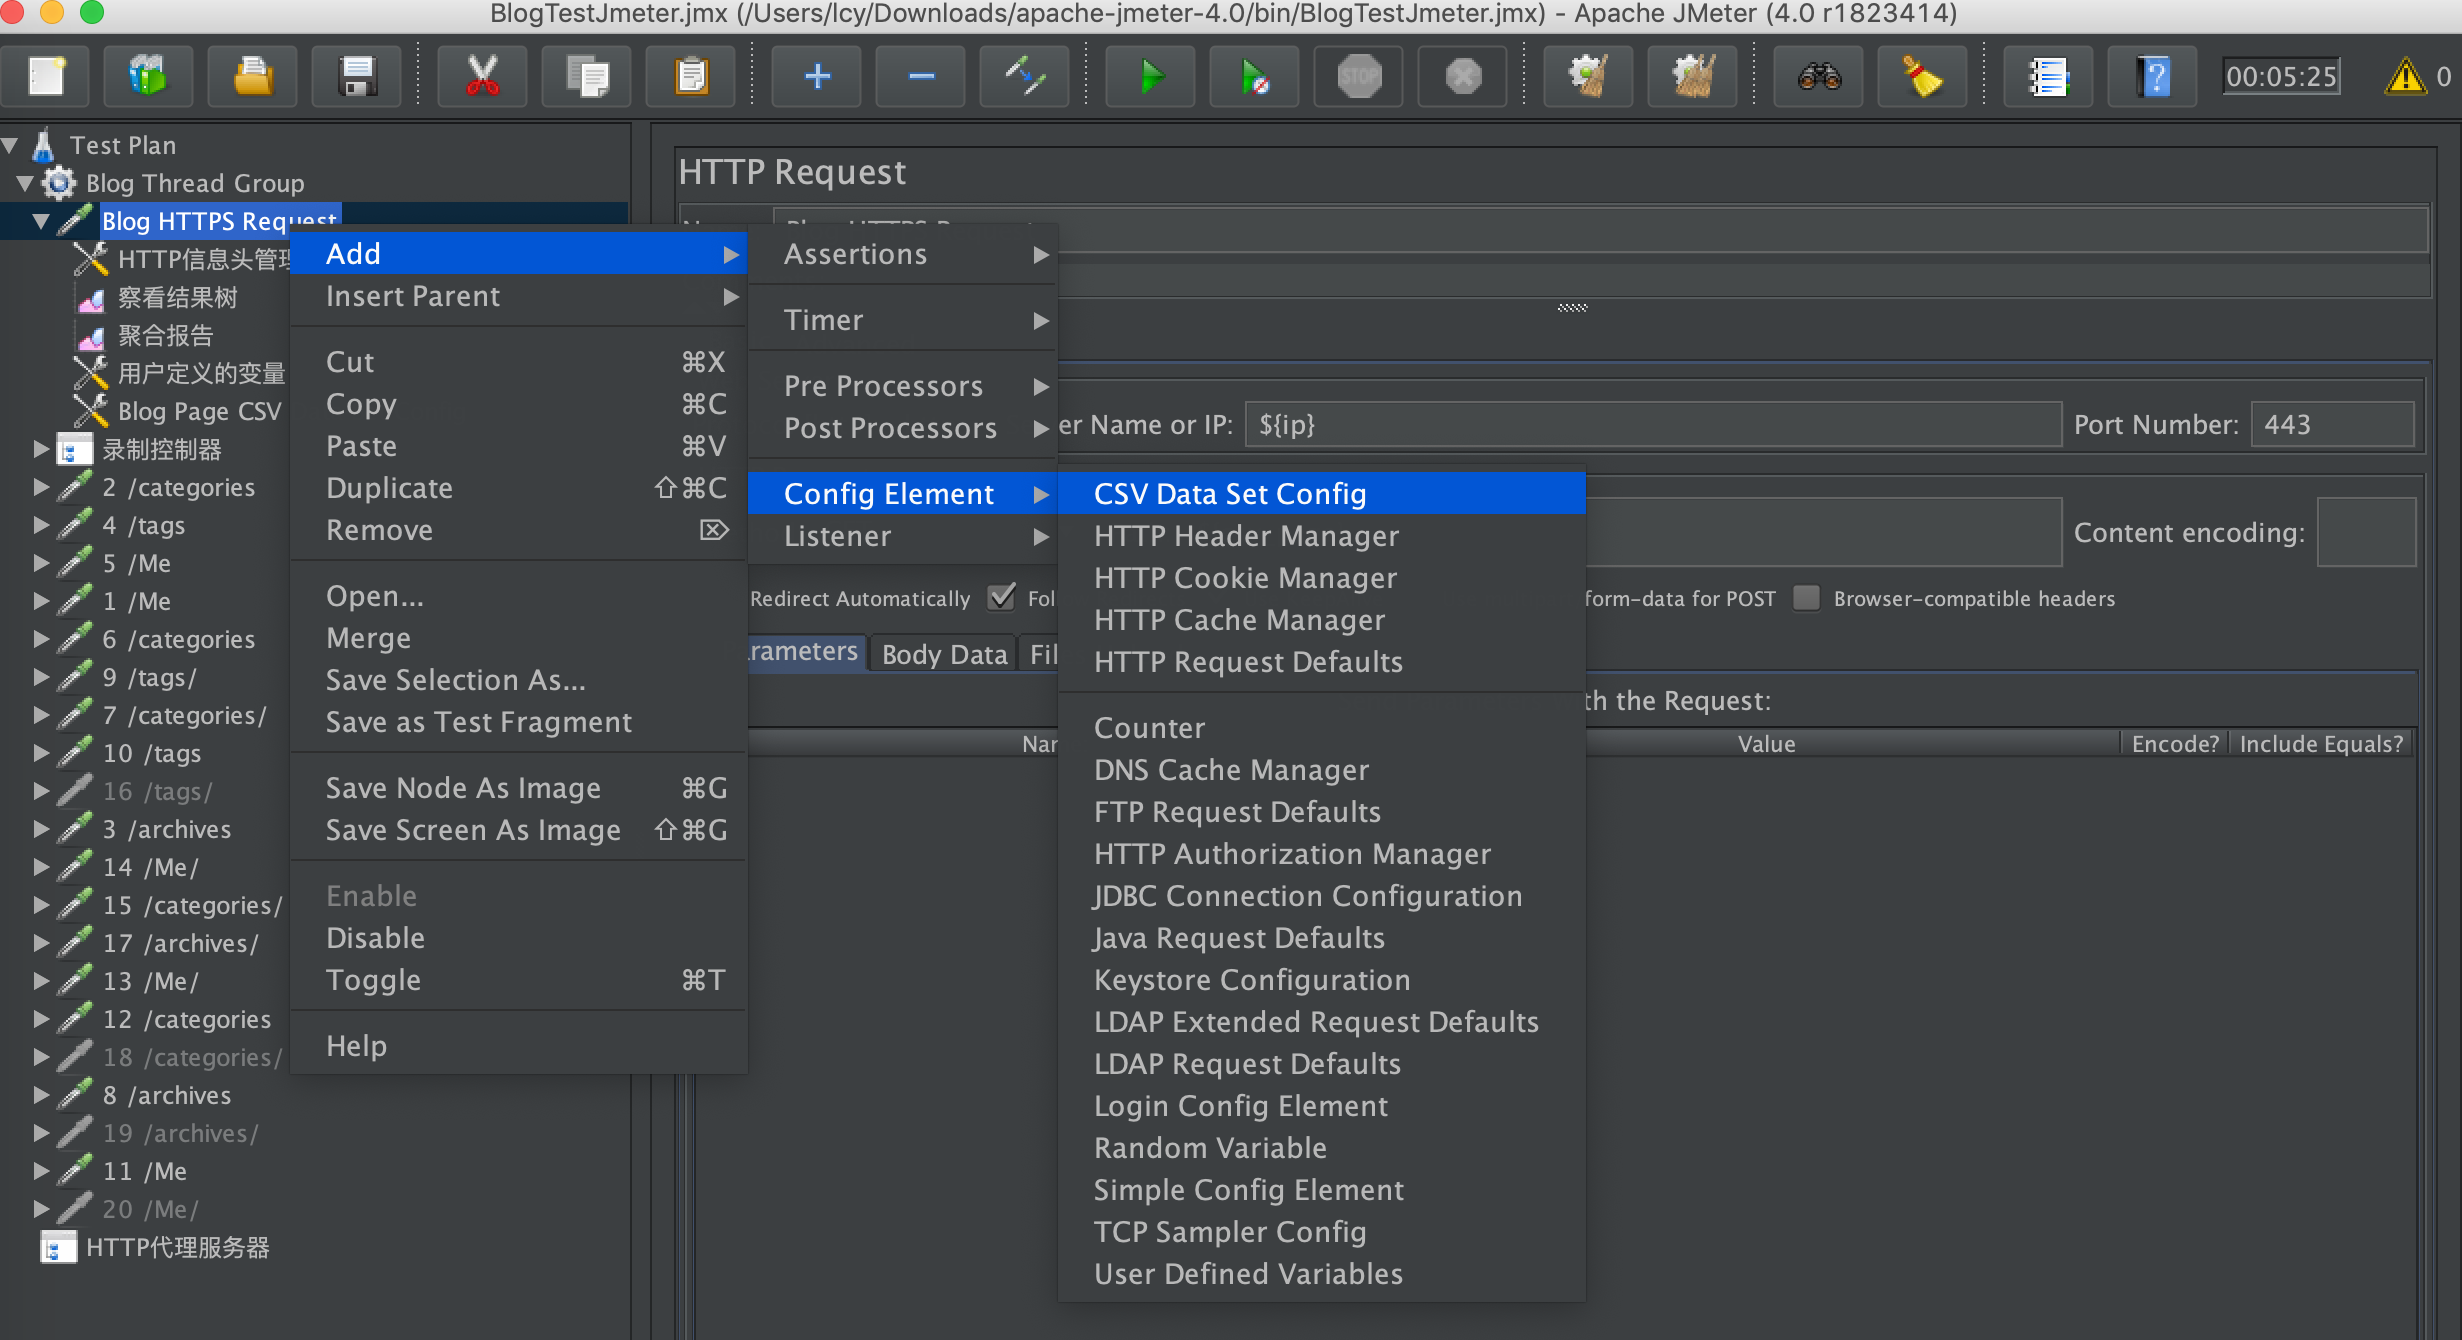 BlogTestJmeter.jmx (/Users/lcy/Downloads/apache-jmeter-4.0/bin/BlogTestJmeter.jmx) - Apache JMeter (4.0 r1823414)
STOP
00:05:25
0
Test Plan
Blog Thread Group
Blog HTTPS Request
HTTP信息头管理
察看结果树
聚合报告
用户定义的变量
Blog Page CSV
录制控制器
2 /categories
4 /tags
5 /Me
1 /Me
6 /categories
9 /tags/
7 /categories/
10 /tags
16 /tags/
3 /archives
14 /Me/
15 /categories/
17 /archives/
13 /Me/
12 /categories
18 /categories/
8 /archives
19 /archives/
11 /Me
20 /Me/
HTTP代理服务器
Add
Insert Parent
Cut ⌘X
Copy ⌘C
Paste ⌘V
Duplicate ⇧⌘C
Remove ⌦
Open...
Merge
Save Selection As...
Save as Test Fragment
Save Node As Image ⌘G
Save Screen As Image ⇧⌘G
Enable
Disable
Toggle ⌘T
Help
Assertions
Timer
Pre Processors
Post Processors
Config Element
Listener
CSV Data Set Config
HTTP Header Manager
HTTP Cookie Manager
HTTP Cache Manager
HTTP Request Defaults
Counter
DNS Cache Manager
FTP Request Defaults
HTTP Authorization Manager
JDBC Connection Configuration
Java Request Defaults
Keystore Configuration
LDAP Extended Request Defaults
LDAP Request Defaults
Login Config Element
Random Variable
Simple Config Element
TCP Sampler Config
User Defined Variables
HTTP Request
er Name or IP: ${ip} Port Number: 443
Content encoding:
Redirect Automatically Fol form-data for POST Browser-compatible headers
rameters Body Data Fil
th the Request:
Nar Value Encode? Include Equals?